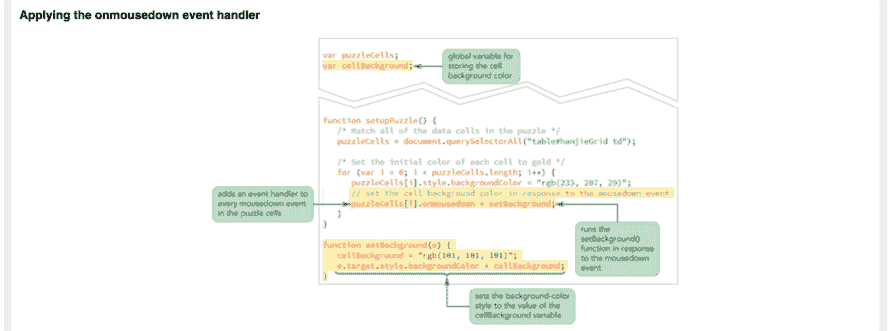 Applying the onmousedown event handler
var puzzleCells;
var cellBackground;
global variable for
storing the cell
background color
function setupPuzzle() {
/* Match all of the data cells in the puzzle */
puzzleCells = document.querySelectorAll("table#hanjieGrid td");
/* Set the initial color of each cell to gold */
for (var i = 0; i < puzzleCells.length; i++) {
puzzleCells[i].style.backgroundColor = "rgb(233, 207, 29)";
// set the cell background color in response to the mousedown event
puzzleCells[i].onmousedown = setBackground;
}
}
adds an event handler to
every mousedown event
in the puzzle cells
runs the
setBackground()
function in response
to the mousedown
event
function setBackground(e) {
cellBackground = "rgb(101, 101, 101)";
e.target.style.backgroundColor = cellBackground;
}
sets the background-color
style to the value of the
cellBackground variable